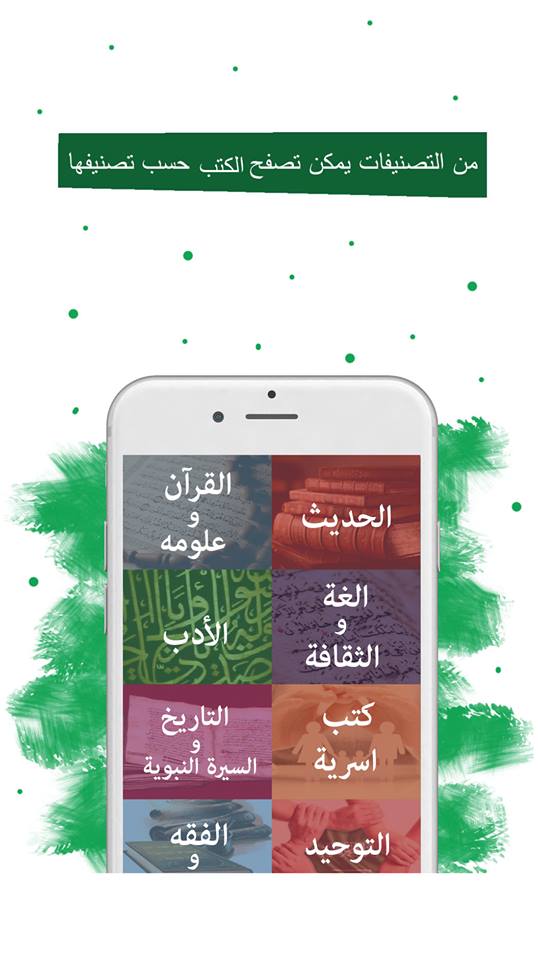 من التصنيفات يمكن تصفح الكتب حسب تصنيفها
الحديث
القرآن
و
علومه
الغة
و
الثقافة
الأدب
كتب
اسرية
التاريخ
و
السيرة النبوية
التوحيد
الفقه
و